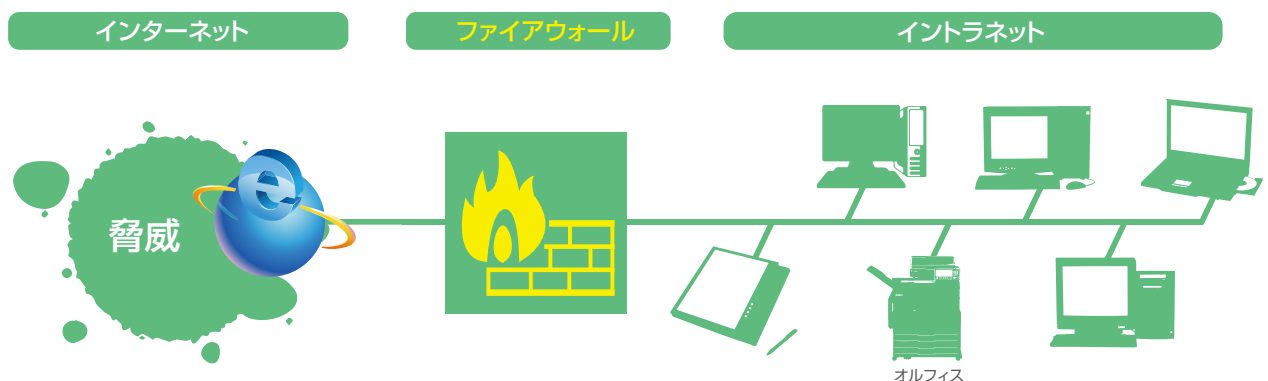 インターネット
ファイアウォール
イントラネット
脅威
オルフィス